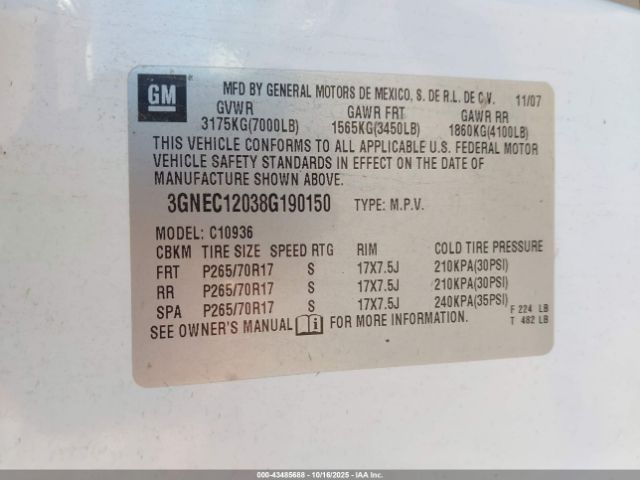 GM
MFD BY GENERAL MOTORS DE MEXICO, S. DE R.L. DE C.V. 11/07
GVWR GAWR FRT GAWR RR
3175KG(7000LB) 1565KG(3450LB) 1860KG(4100LB)
THIS VEHICLE CONFORMS TO ALL APPLICABLE U.S. FEDERAL MOTOR
VEHICLE SAFETY STANDARDS IN EFFECT ON THE DATE OF
MANUFACTURE SHOWN ABOVE.
3GNEC12038G190150 TYPE: M.P.V.
MODEL: C10936
CBKM TIRE SIZE SPEED RTG RIM COLD TIRE PRESSURE
FRT P265/70R17 S 17X7.5J 210KPA(30PSI)
RR P265/70R17 S 17X7.5J 210KPA(30PSI)
SPA P265/70R17 S 17X7.5J 240KPA(35PSI)
F 224 LB
T 482 LB
SEE OWNER'S MANUAL i FOR MORE INFORMATION.
000-43485688 - 10/16/2025 - IAA Inc.